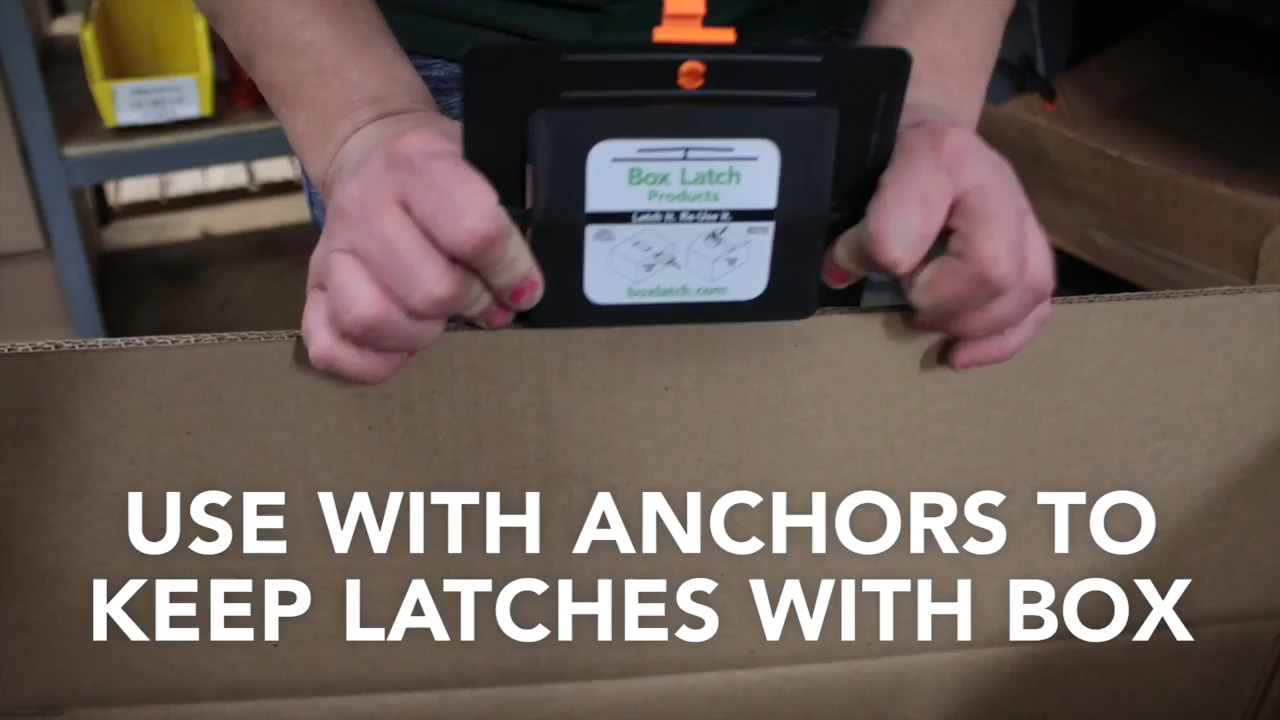 Box Latch
Products
Latch it. Re-Use it.
boxlatch.com
USE WITH ANCHORS TO
KEEP LATCHES WITH BOX